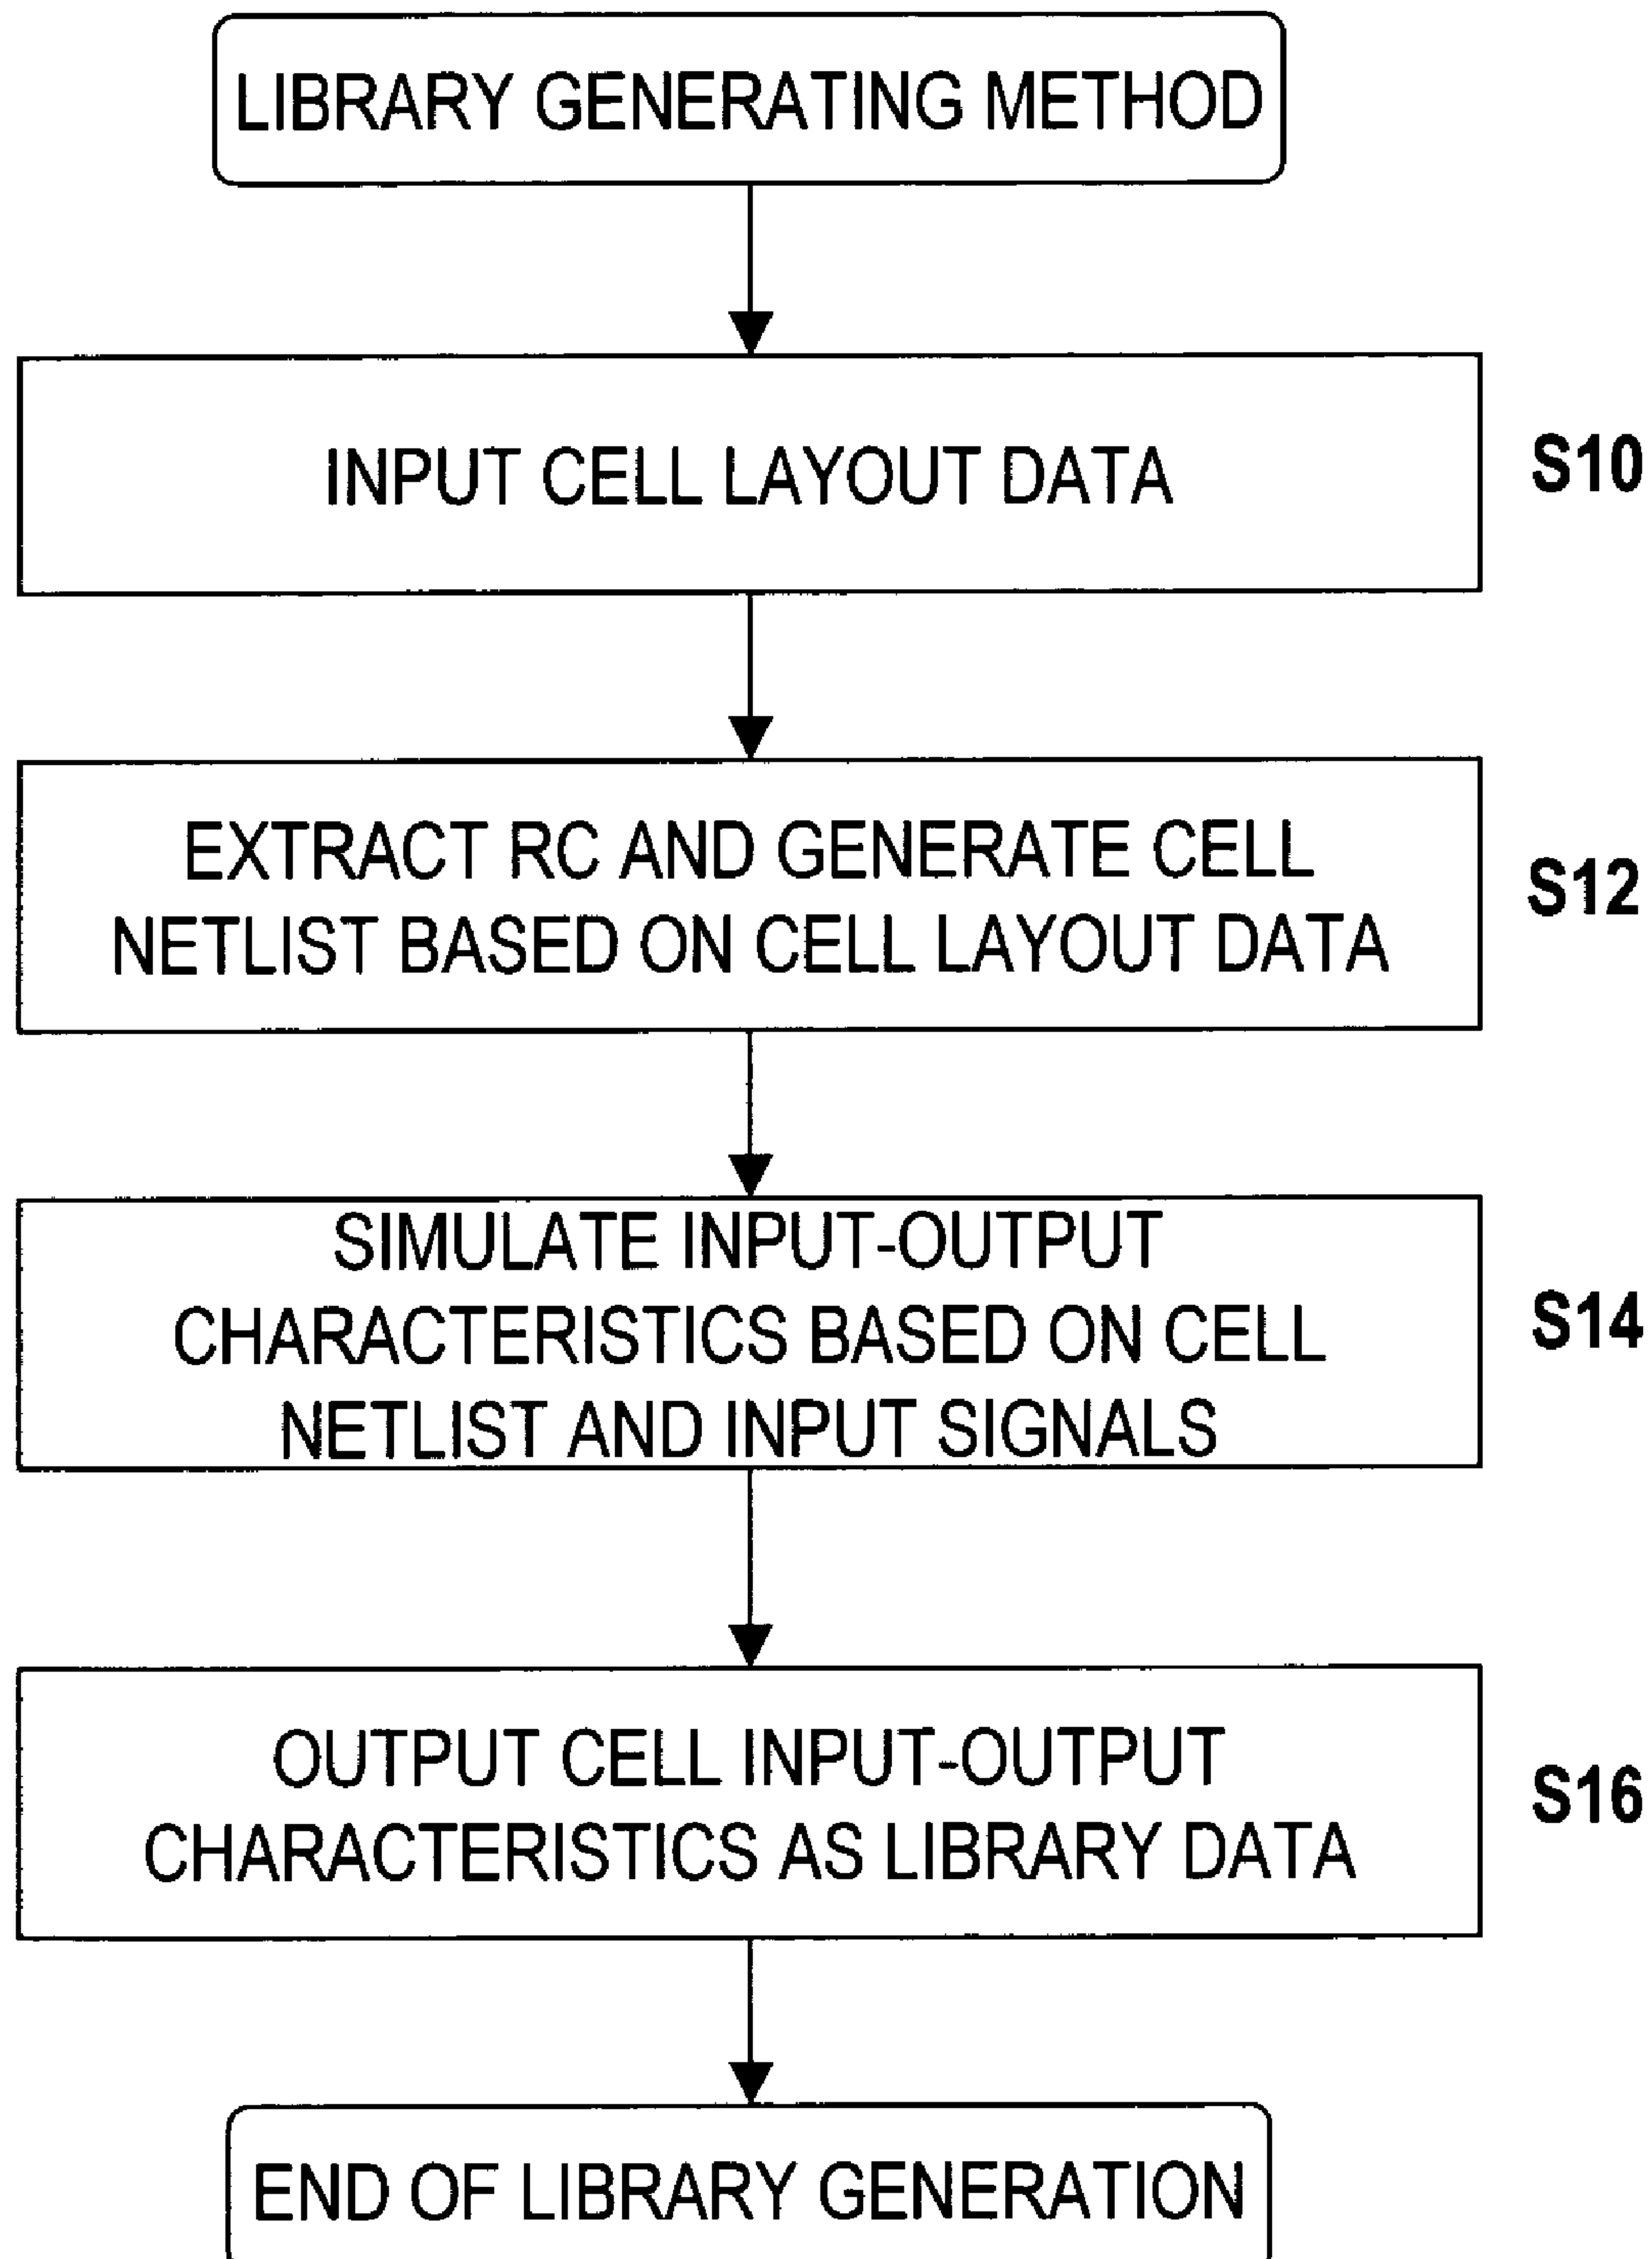 LIBRARY GENERATING METHOD
INPUT CELL LAYOUT DATA
S10
EXTRACT RC AND GENERATE CELL
NETLIST BASED ON CELL LAYOUT DATA
S12
SIMULATE INPUT-OUTPUT
CHARACTERISTICS BASED ON CELL
NETLIST AND INPUT SIGNALS
S14
OUTPUT CELL INPUT-OUTPUT
CHARACTERISTICS AS LIBRARY DATA
S16
END OF LIBRARY GENERATION